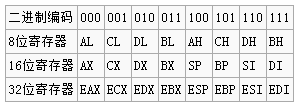 二进制编码 000 001 010 011 100 101 110 111
8位寄存器 AL CL DL BL AH CH DH BH
16位寄存器 AX CX DX BX SP BP SI DI
32位寄存器 EAX ECX EDX EBX ESP EBP ESI EDI